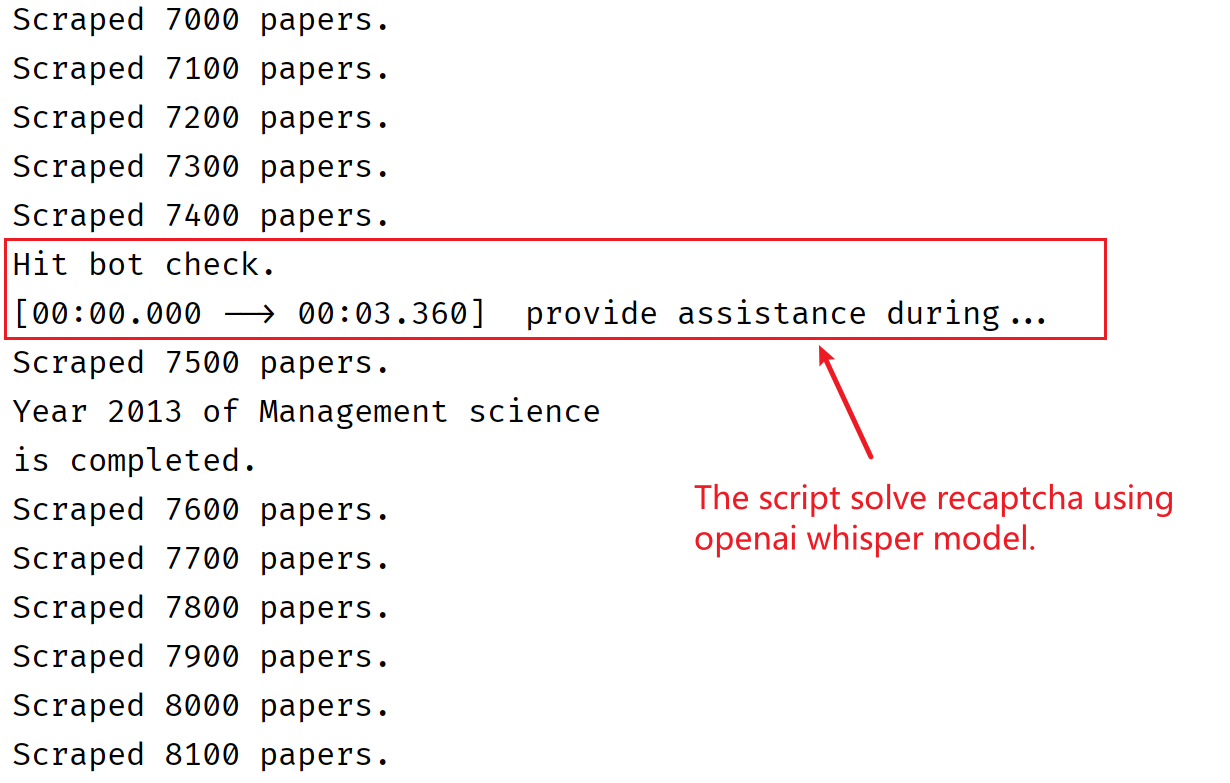 Scraped 7000 papers.
Scraped 7100 papers.
Scraped 7200 papers.
Scraped 7300 papers.
Scraped 7400 papers.
Hit bot check.
[00:00.000 --> 00:03.360]  provide assistance during...
Scraped 7500 papers.
Year 2013 of Management science
is completed.
Scraped 7600 papers.
Scraped 7700 papers.
Scraped 7800 papers.
Scraped 7900 papers.
Scraped 8000 papers.
Scraped 8100 papers.
The script solve recaptcha using
openai whisper model.